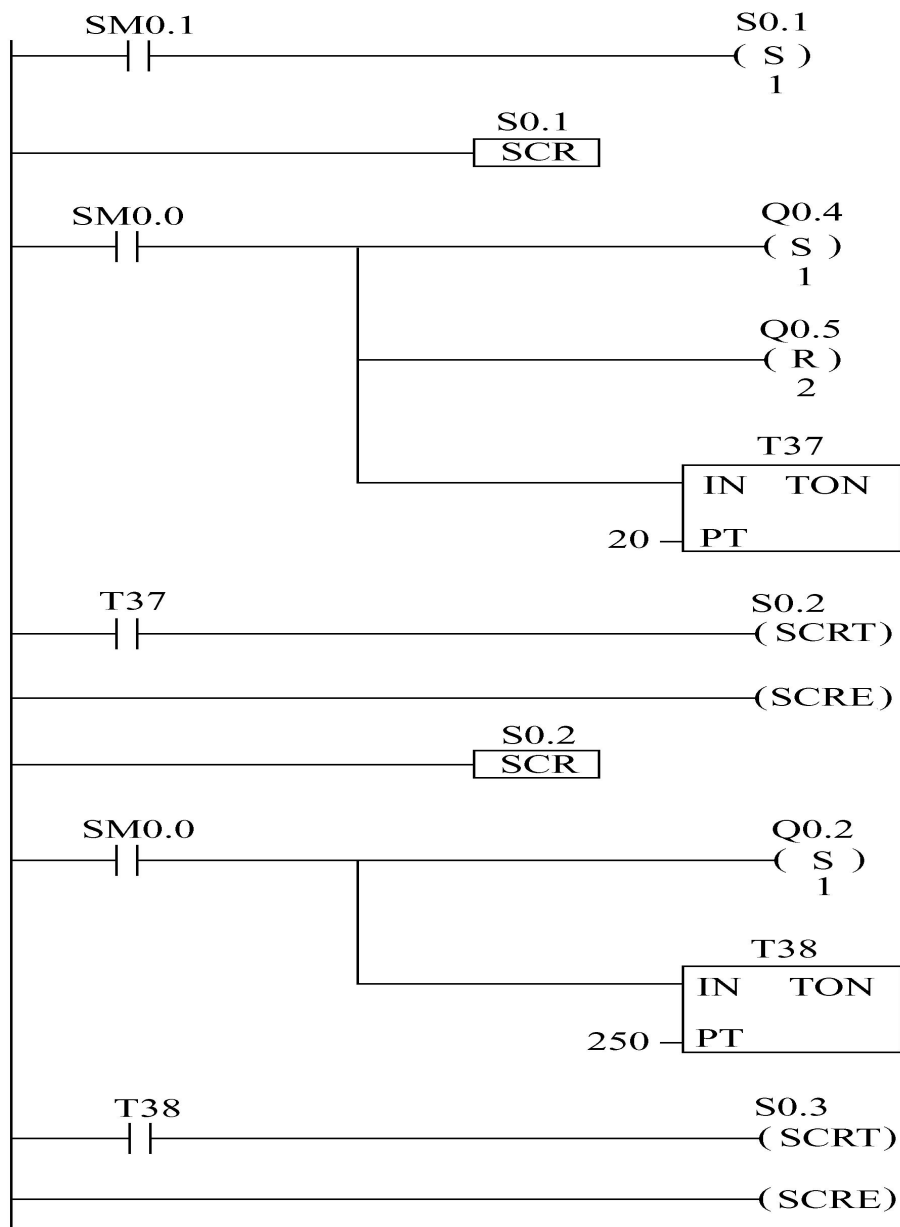 SM0.1 S0.1
( S )
1
S0.1
SCR
SM0.0 Q0.4
( S )
1
Q0.5
( R )
2
T37
IN TON
20 PT
T37 S0.2
(SCRT)
(SCRE)
S0.2
SCR
SM0.0 Q0.2
( S )
1
T38
IN TON
250 PT
T38 S0.3
(SCRT)
(SCRE)